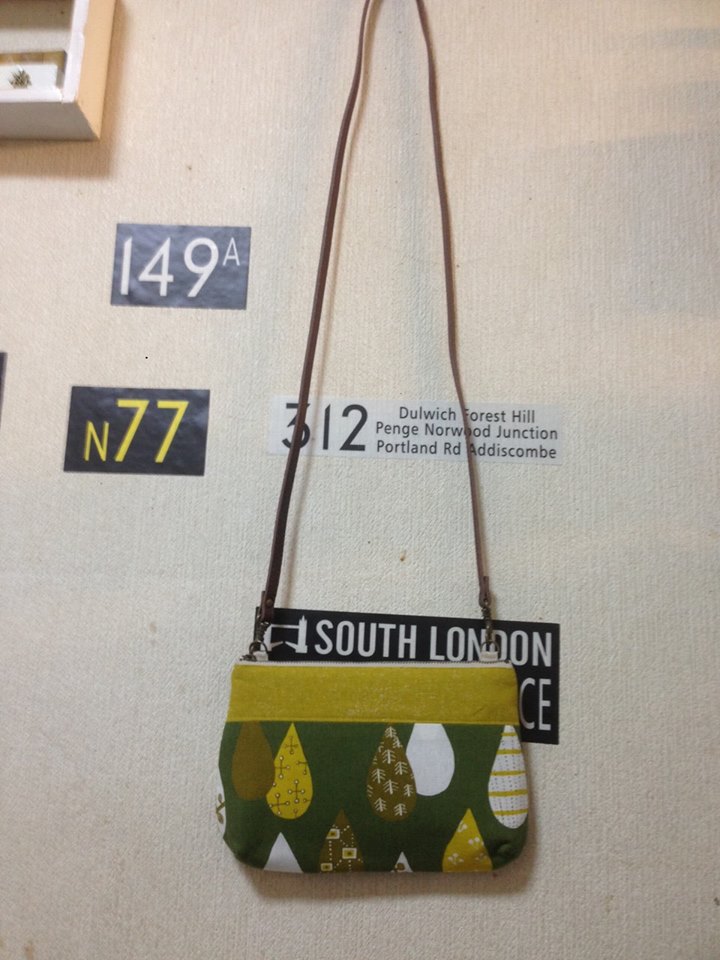 149A
N77
312
Dulwich Forest Hill
Penge Norwood Junction
Portland Rd Addiscombe
SOUTH LONDON